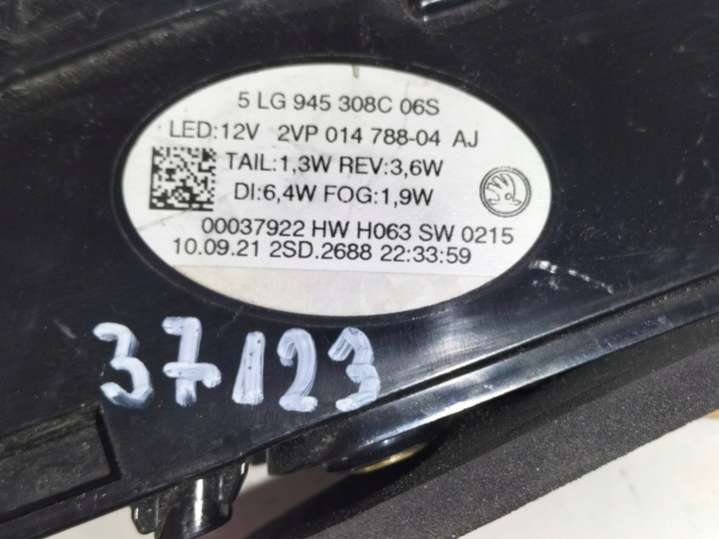 5 LG 945 308C 06S
LED:12V 2VP 014 788-04 AJ
TAIL:1,3W REV:3,6W
DI:6,4W FOG:1,9W
00037922 HW H063 SW 0215
10.09.21 2SD.2688 22:33:59
37123